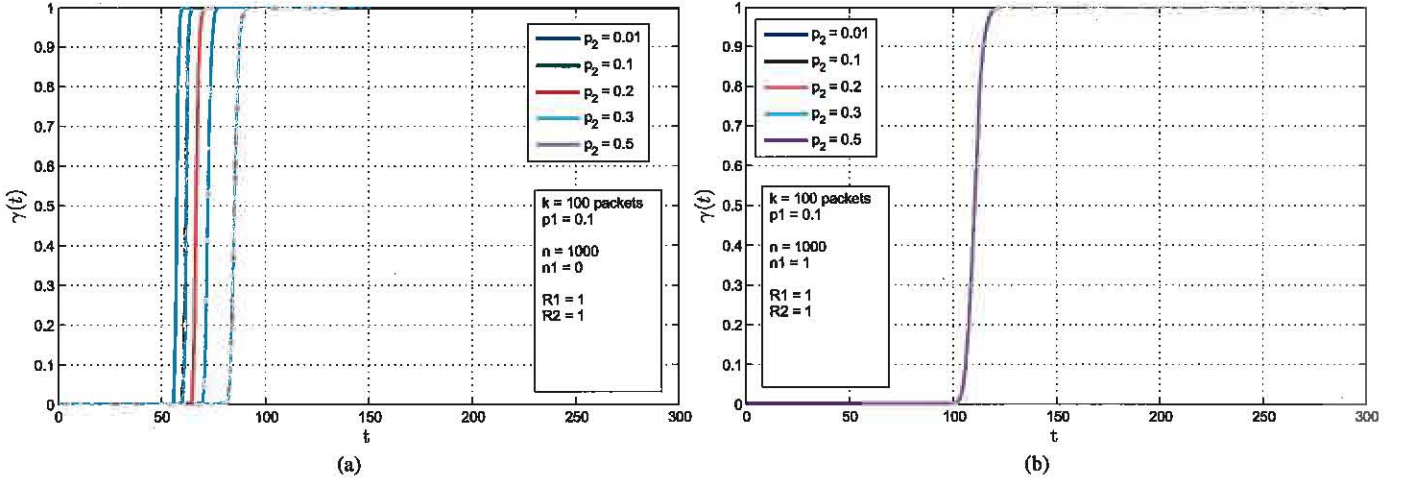 1
0.9
0.8
0.7
0.6
0.5
0.4
0.3
0.2
0.1
0
γ(t)
0 50 100 150 200 250 300
t
p2 = 0.01
p2 = 0.1
p2 = 0.2
p2 = 0.3
p2 = 0.5
k = 100 packets
p1 = 0.1
n = 1000
n1 = 0
R1 = 1
R2 = 1
(a)
1
0.9
0.8
0.7
0.6
0.5
0.4
0.3
0.2
0.1
0
γ(t)
0 50 100 150 200 250 300
t
p2 = 0.01
p2 = 0.1
p2 = 0.2
p2 = 0.3
p2 = 0.5
k = 100 packets
p1 = 0.1
n = 1000
n1 = 1
R1 = 1
R2 = 1
(b)